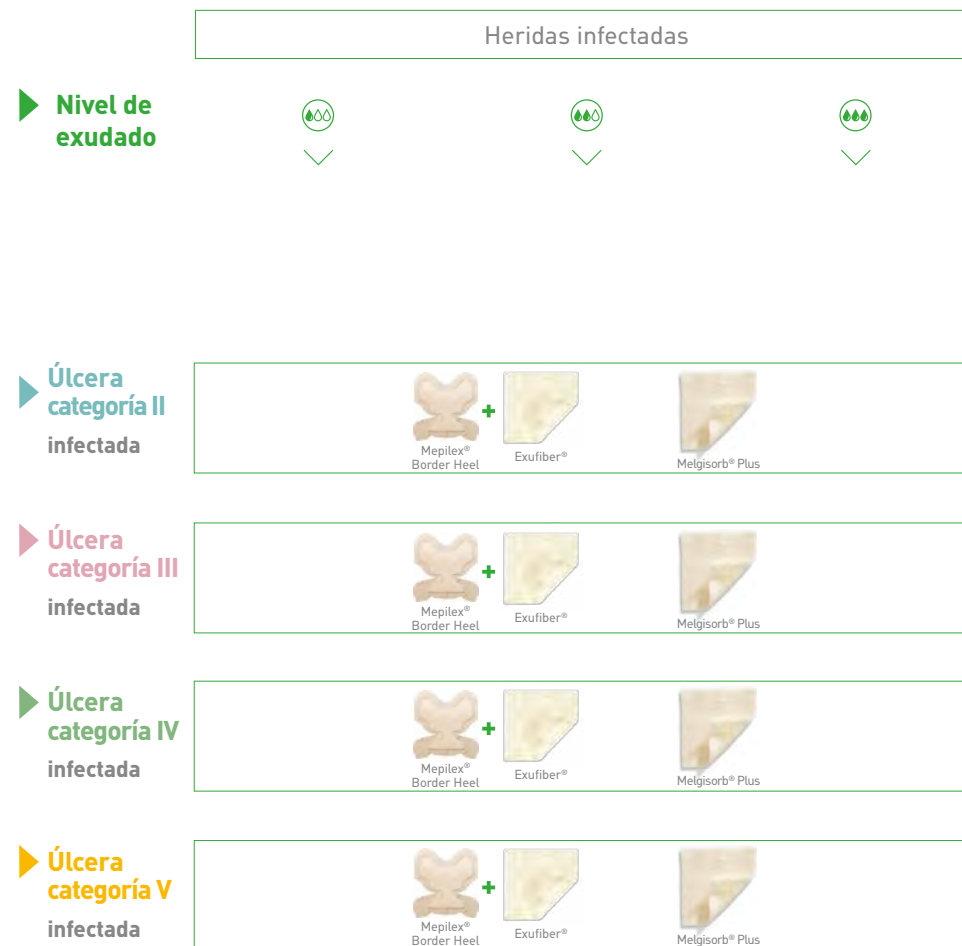 Heridas infectadas
Nivel de
exudado
Úlcera
categoría II
infectada
Mepilex®
Border Heel
+
Exufiber®
Melgisorb® Plus
Úlcera
categoría III
infectada
Mepilex®
Border Heel
+
Exufiber®
Melgisorb® Plus
Úlcera
categoría IV
infectada
Mepilex®
Border Heel
+
Exufiber®
Melgisorb® Plus
Úlcera
categoría V
infectada
Mepilex®
Border Heel
+
Exufiber®
Melgisorb® Plus